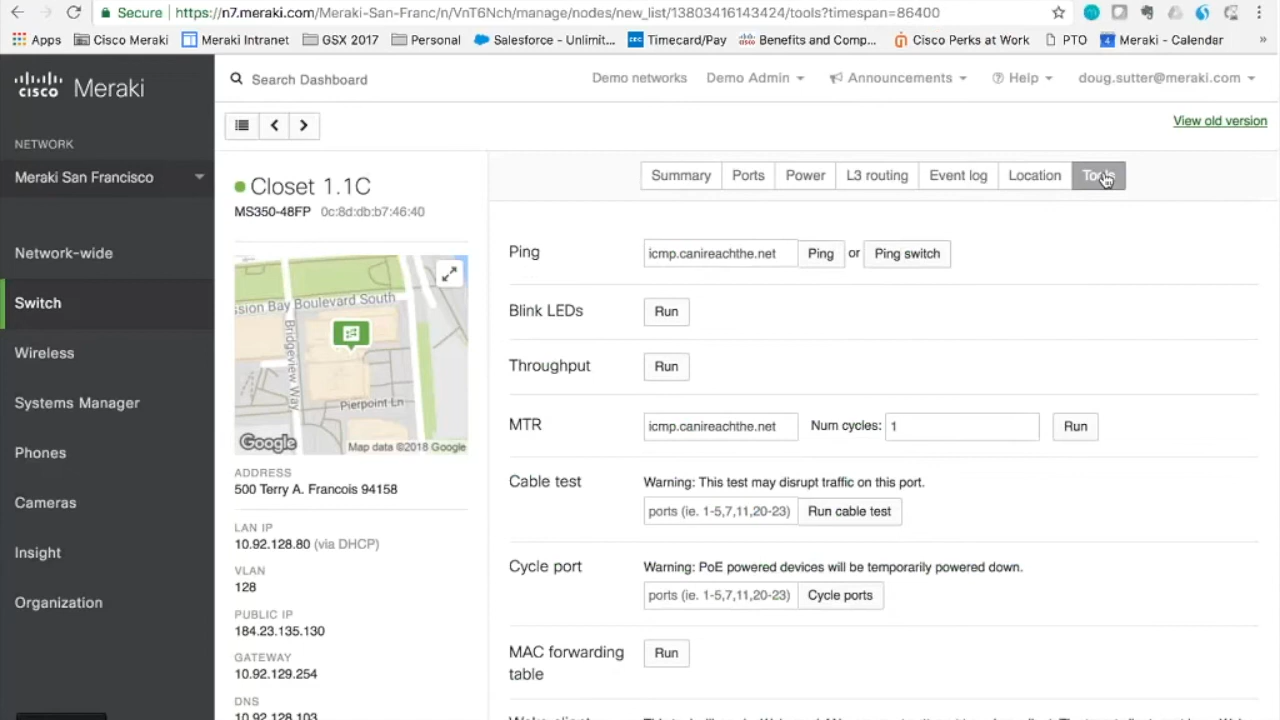 Secure
https://n7.meraki.com/Meraki-San-Franc/n/VnT6Nch/manage/nodes/new_list/13803416143424/tools?timespan=86400
Apps Cisco Meraki Meraki Intranet GSX 2017 Personal Salesforce - Unlimit... Timecard/Pay Benefits and Comp... Cisco Perks at Work PTO 4 Meraki - Calendar »
cisco Meraki
NETWORK
Meraki San Francisco
Network-wide
Switch
Wireless
Systems Manager
Phones
Cameras
Insight
Organization
Search Dashboard
Demo networks Demo Admin Announcements Help doug.sutter@meraki.com
View old version
Closet 1.1C
MS350-48FP 0c:8d:db:b7:46:40
ssion Bay Boulevard South
Bridgeview Way
Pierpoint Ln
Google Map data ©2018 Google
ADDRESS
500 Terry A. Francois 94158
LAN IP
10.92.128.80 (via DHCP)
VLAN
128
PUBLIC IP
184.23.135.130
GATEWAY
10.92.129.254
DNS
10.92.128.103
Summary Ports Power L3 routing Event log Location Tools
Ping icmp.canireachthe.net Ping or Ping switch
Blink LEDs Run
Throughput Run
MTR icmp.canireachthe.net Num cycles: 1 Run
Cable test Warning: This test may disrupt traffic on this port.
ports (ie. 1-5,7,11,20-23) Run cable test
Cycle port Warning: PoE powered devices will be temporarily powered down.
ports (ie. 1-5,7,11,20-23) Cycle ports
MAC forwarding
table
Run